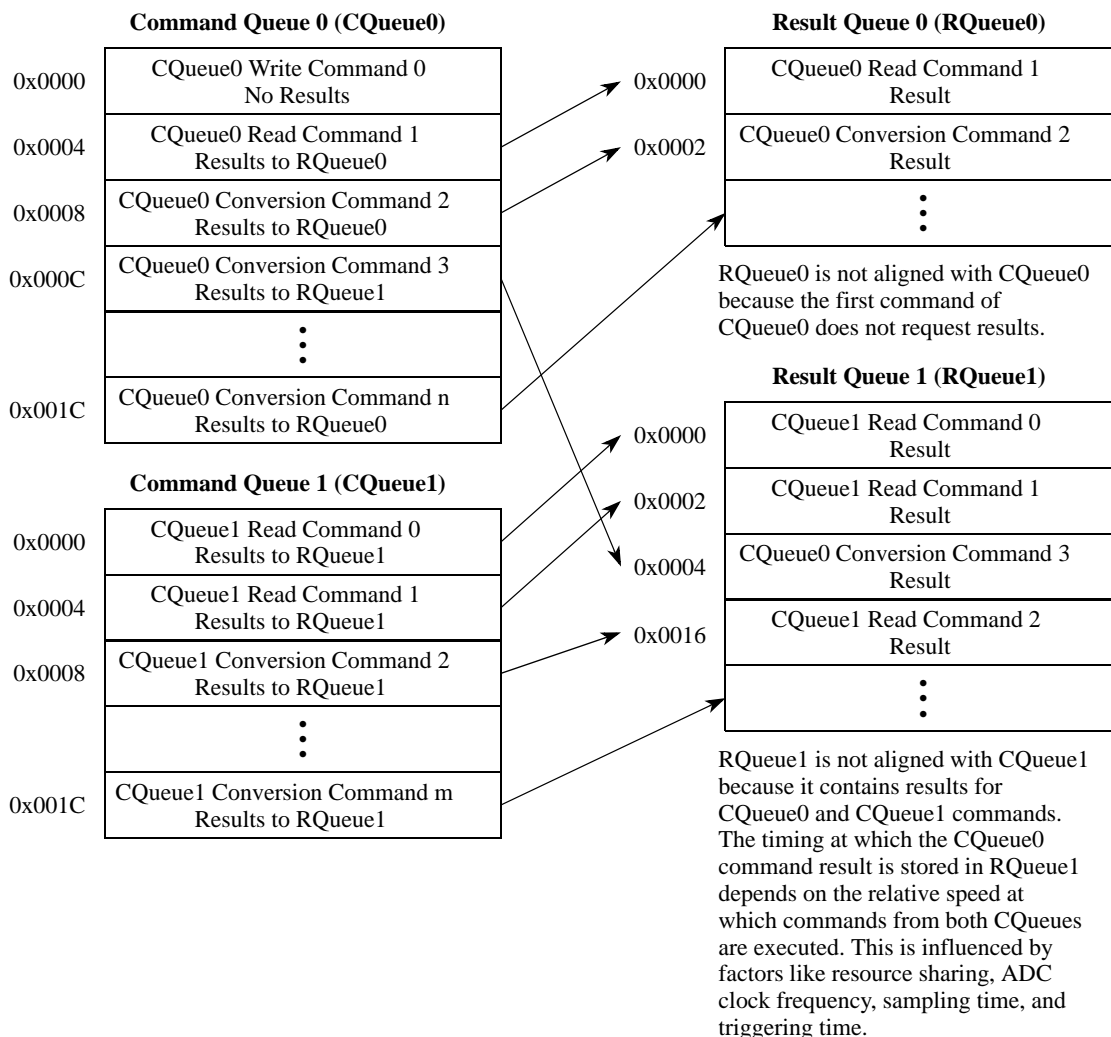 Command Queue 0 (CQueue0)
0x0000
CQueue0 Write Command 0
No Results
0x0004
CQueue0 Read Command 1
Results to RQueue0
0x0008
CQueue0 Conversion Command 2
Results to RQueue0
0x000C
CQueue0 Conversion Command 3
Results to RQueue1
0x001C
CQueue0 Conversion Command n
Results to RQueue0
Command Queue 1 (CQueue1)
0x0000
CQueue1 Read Command 0
Results to RQueue1
0x0004
CQueue1 Read Command 1
Results to RQueue1
0x0008
CQueue1 Conversion Command 2
Results to RQueue1
0x001C
CQueue1 Conversion Command m
Results to RQueue1
Result Queue 0 (RQueue0)
0x0000
CQueue0 Read Command 1
Result
0x0002
CQueue0 Conversion Command 2
Result
RQueue0 is not aligned with CQueue0
because the first command of
CQueue0 does not request results.
Result Queue 1 (RQueue1)
0x0000
CQueue1 Read Command 0
Result
0x0002
CQueue1 Read Command 1
Result
0x0004
CQueue0 Conversion Command 3
Result
0x0016
CQueue1 Read Command 2
Result
RQueue1 is not aligned with CQueue1
because it contains results for
CQueue0 and CQueue1 commands.
The timing at which the CQueue0
command result is stored in RQueue1
depends on the relative speed at
which commands from both CQueues
are executed. This is influenced by
factors like resource sharing, ADC
clock frequency, sampling time, and
triggering time.